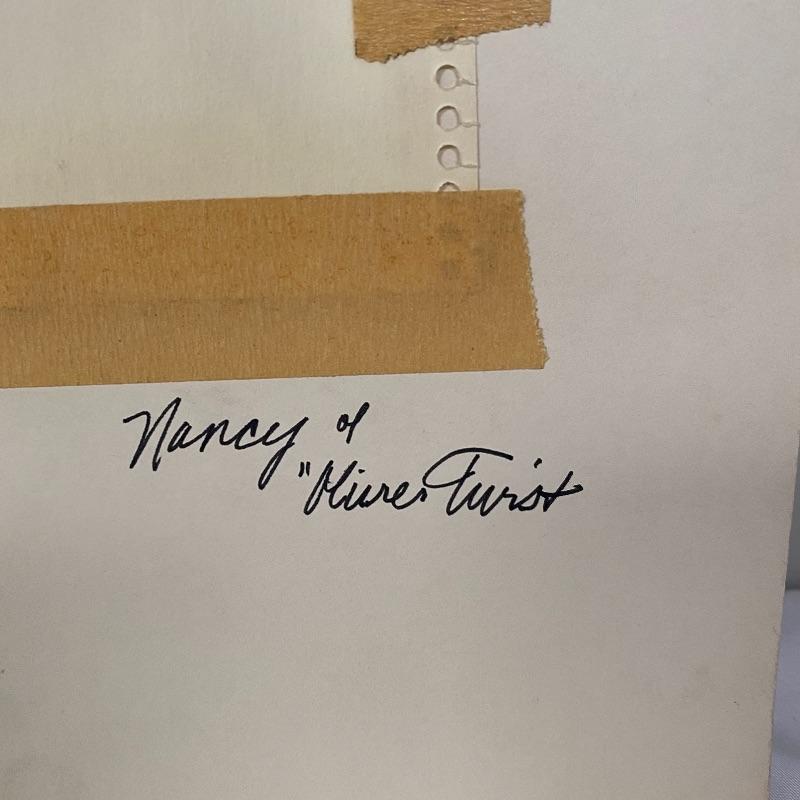 Nancy of
"Oliver Twist